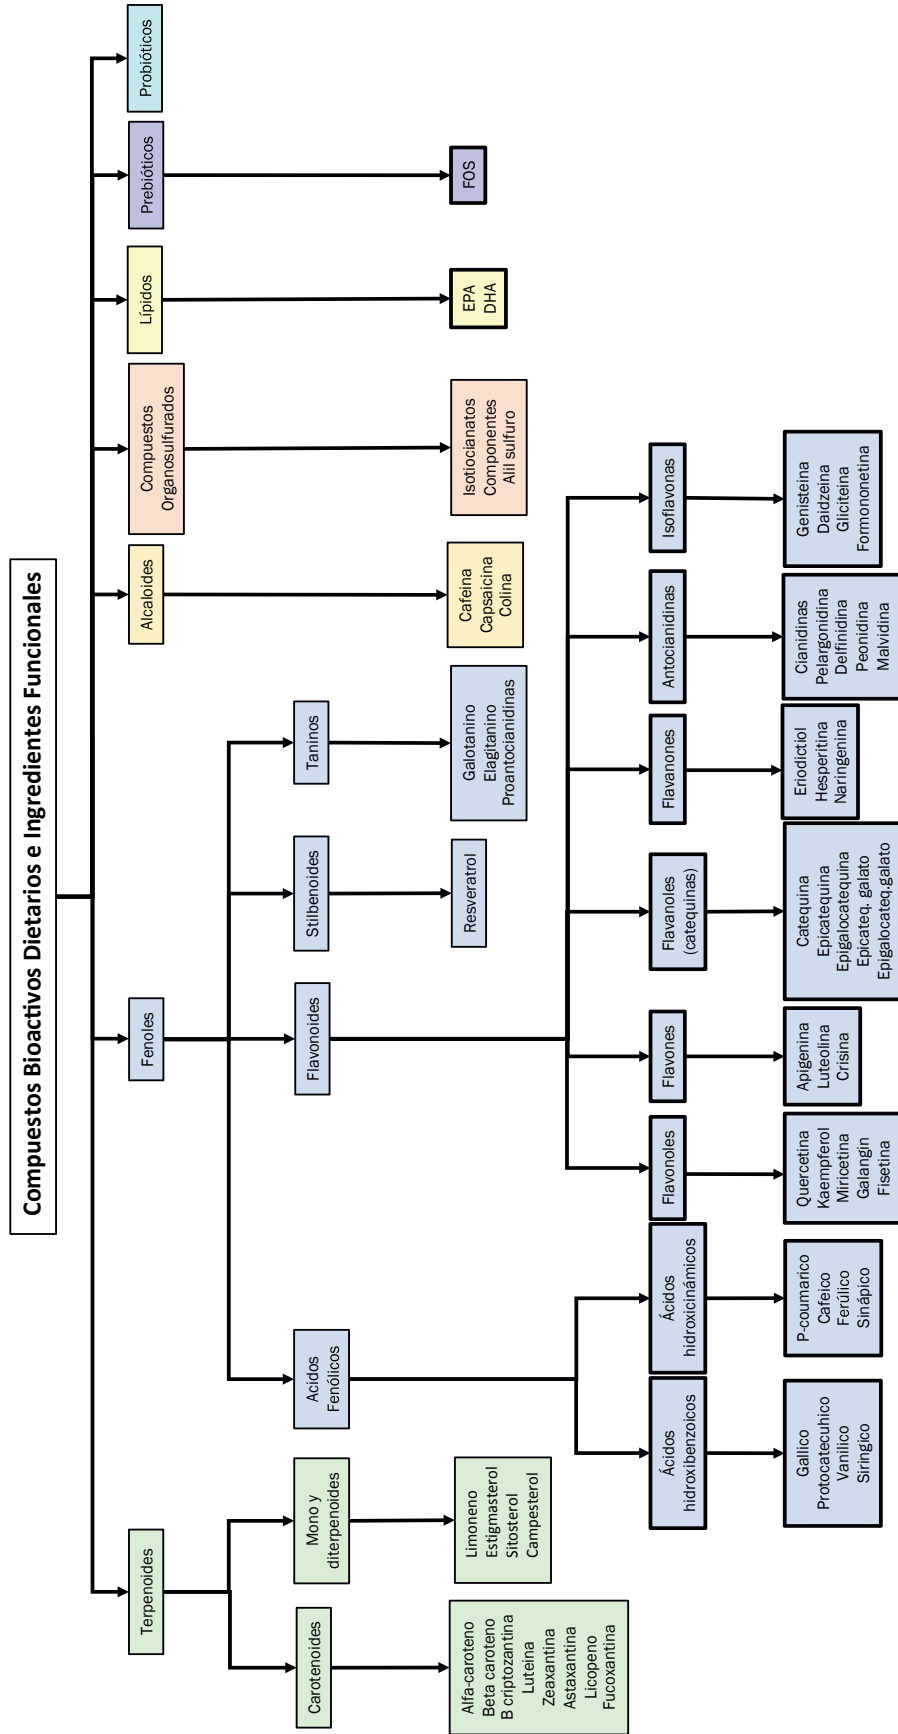 Compuestos Bioactivos Dietarios e Ingredientes Funcionales
Terpenoides
Fenoles
Alcaloides
Compuestos
Organosulfurados
Lípidos
Prebióticos
Probióticos
Carotenoides
Mono y
diterpenoides
Acidos
Fenólicos
Flavonoides
Stilbenoides
Taninos
Alfa-caroteno
Beta caroteno
B criptozantina
Luteina
Zeaxantina
Astaxantina
Licopeno
Fucoxantina
Limoneno
Estigmasterol
Sitosterol
Campesterol
Resveratrol
Galotanino
Elagitanino
Proantocianidinas
Cafeina
Capsaicina
Colina
Isotiocianatos
Componentes
Alil sulfuro
EPA
DHA
FOS
Ácidos
hidroxibenzoicos
Ácidos
hidroxicinámicos
Flavonoles
Flavones
Flavanoles
(catequinas)
Flavanones
Antocianidinas
Isoflavonas
Gallico
Protocatecuhico
Vanilico
Siringico
P-coumarico
Cafeico
Ferúlico
Sinápico
Quercetina
Kaempferol
Miricetina
Galangin
Fisetina
Apigenina
Luteolina
Crisina
Catequina
Epicatequina
Epigalocatequina
Epicateq. galato
Epigalocateq.galato
Eriodictiol
Hesperitina
Naringenina
Cianidinas
Pelargonidina
Delfinidina
Peonidina
Malvidina
Genisteina
Daidzeina
Gliciteina
Formononetina